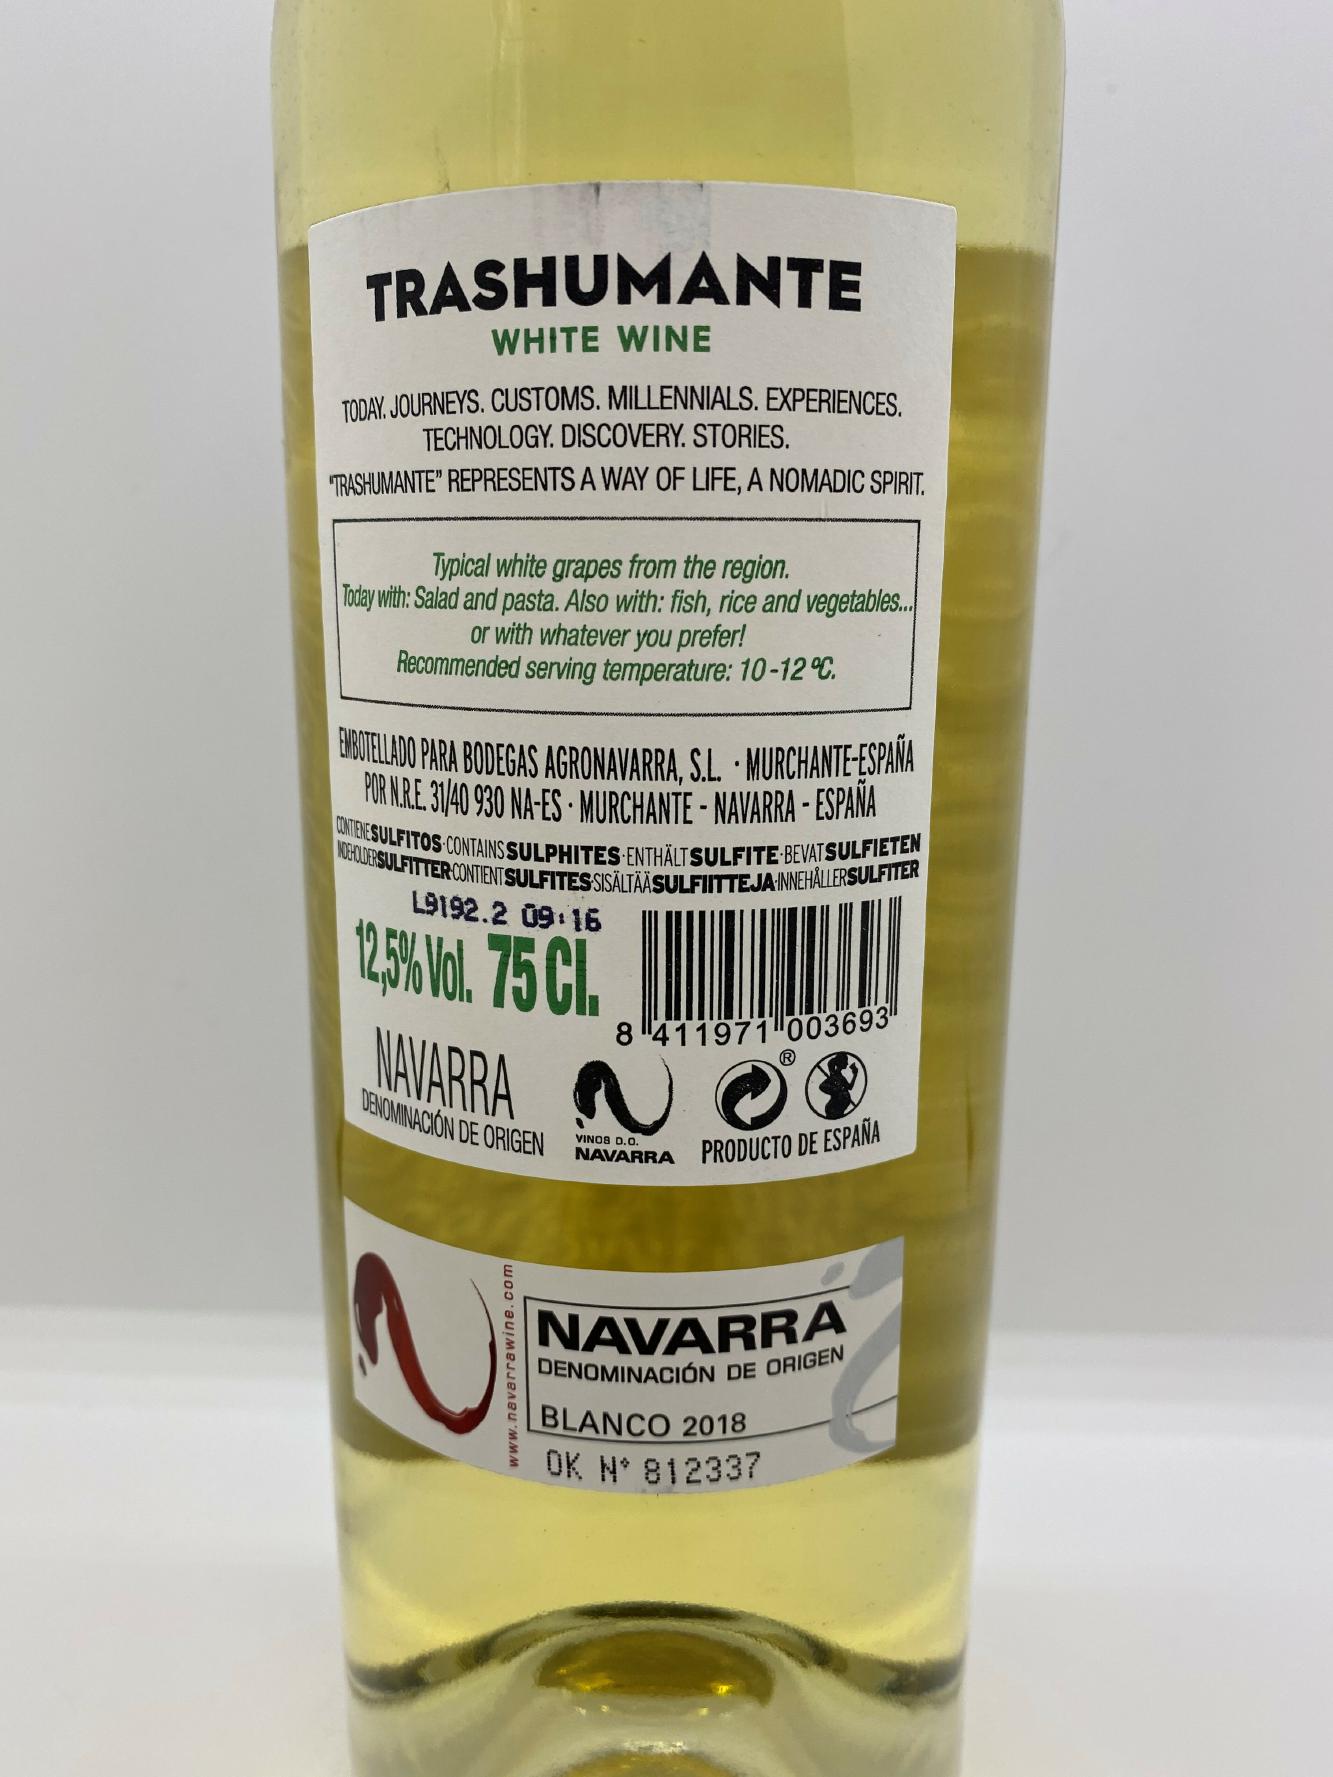 TRASHUMANTE
WHITE WINE
TODAY. JOURNEYS. CUSTOMS. MILLENNIALS. EXPERIENCES.
TECHNOLOGY. DISCOVERY. STORIES.
"TRASHUMANTE" REPRESENTS A WAY OF LIFE, A NOMADIC SPIRIT.
Typical white grapes from the region.
Today with: Salad and pasta. Also with: fish, rice and vegetables...
or with whatever you prefer!
Recommended serving temperature: 10-12 ºC.
EMBOTELLADO PARA BODEGAS AGRONAVARRA, S.L. · MURCHANTE-ESPAÑA
POR N.R.E. 31/40 930 NA-ES · MURCHANTE - NAVARRA - ESPAÑA
CONTIENE SULFITOS·CONTAINS SULPHITES·ENTHÄLT SULFITE·BEVAT SULFIETEN
INDEHOLDER SULFITTER·CONTIENT SULFITES·SISÄLTÄÄ SULFIITTEJA·INNEHÅLLER SULFITER
L9192.2 09:16
12,5% Vol. 75 Cl.
8 411971 003693
NAVARRA
DENOMINACIÓN DE ORIGEN
VINOS D.O.
NAVARRA
®
PRODUCTO DE ESPAÑA
www.navarrawine.com
NAVARRA
DENOMINACIÓN DE ORIGEN
BLANCO 2018
OK Nº 812337